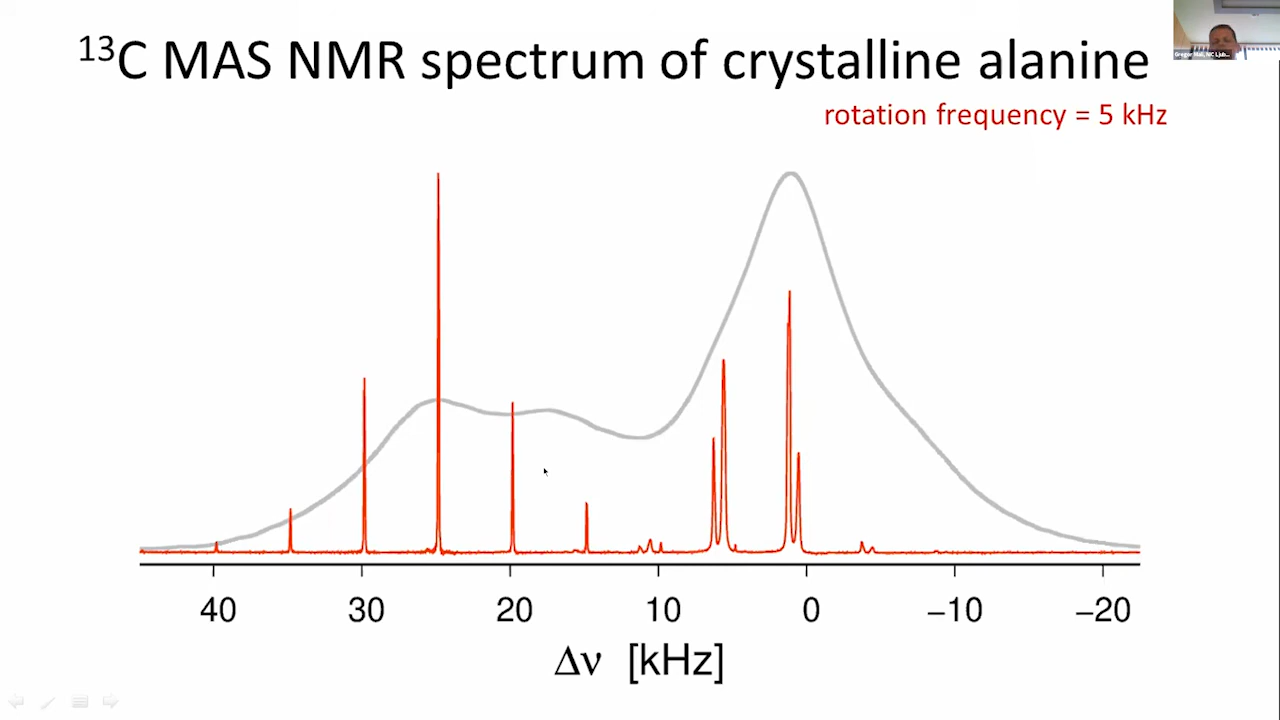 ¹³C MAS NMR spectrum of crystalline alanine
rotation frequency = 5 kHz
40 30 20 10 0 −10 −20
Δν [kHz]